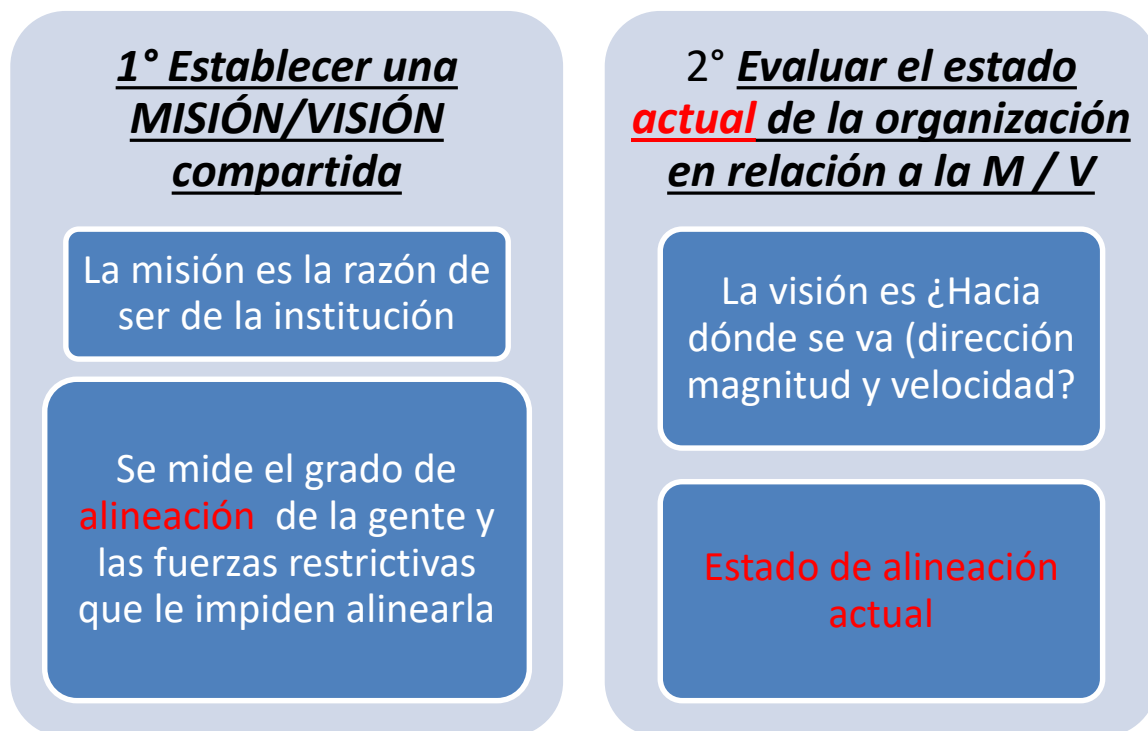 1° Establecer una
MISIÓN/VISIÓN
compartida
La misión es la razón de
ser de la institución
Se mide el grado de
alineación de la gente y
las fuerzas restrictivas
que le impiden alinearla
2° Evaluar el estado
actual de la organización
en relación a la M / V
La visión es ¿Hacia
dónde se va (dirección
magnitud y velocidad?
Estado de alineación
actual